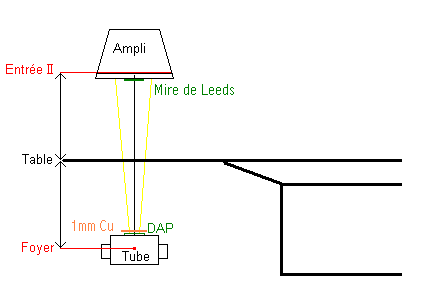 Ampli
Entrée II
Mire de Leeds
Table
1mm Cu
DAP
Foyer
Tube